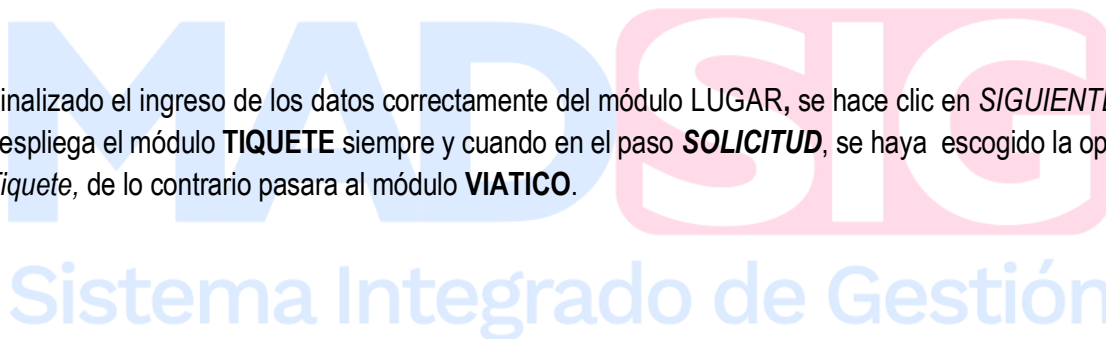 MADSIG
inalizado el ingreso de los datos correctamente del módulo LUGAR, se hace clic en SIGUIENTE
espliega el módulo TIQUETE siempre y cuando en el paso SOLICITUD, se haya escogido la op
Tiquete, de lo contrario pasara al módulo VIATICO.
Sistema Integrado de Gestión